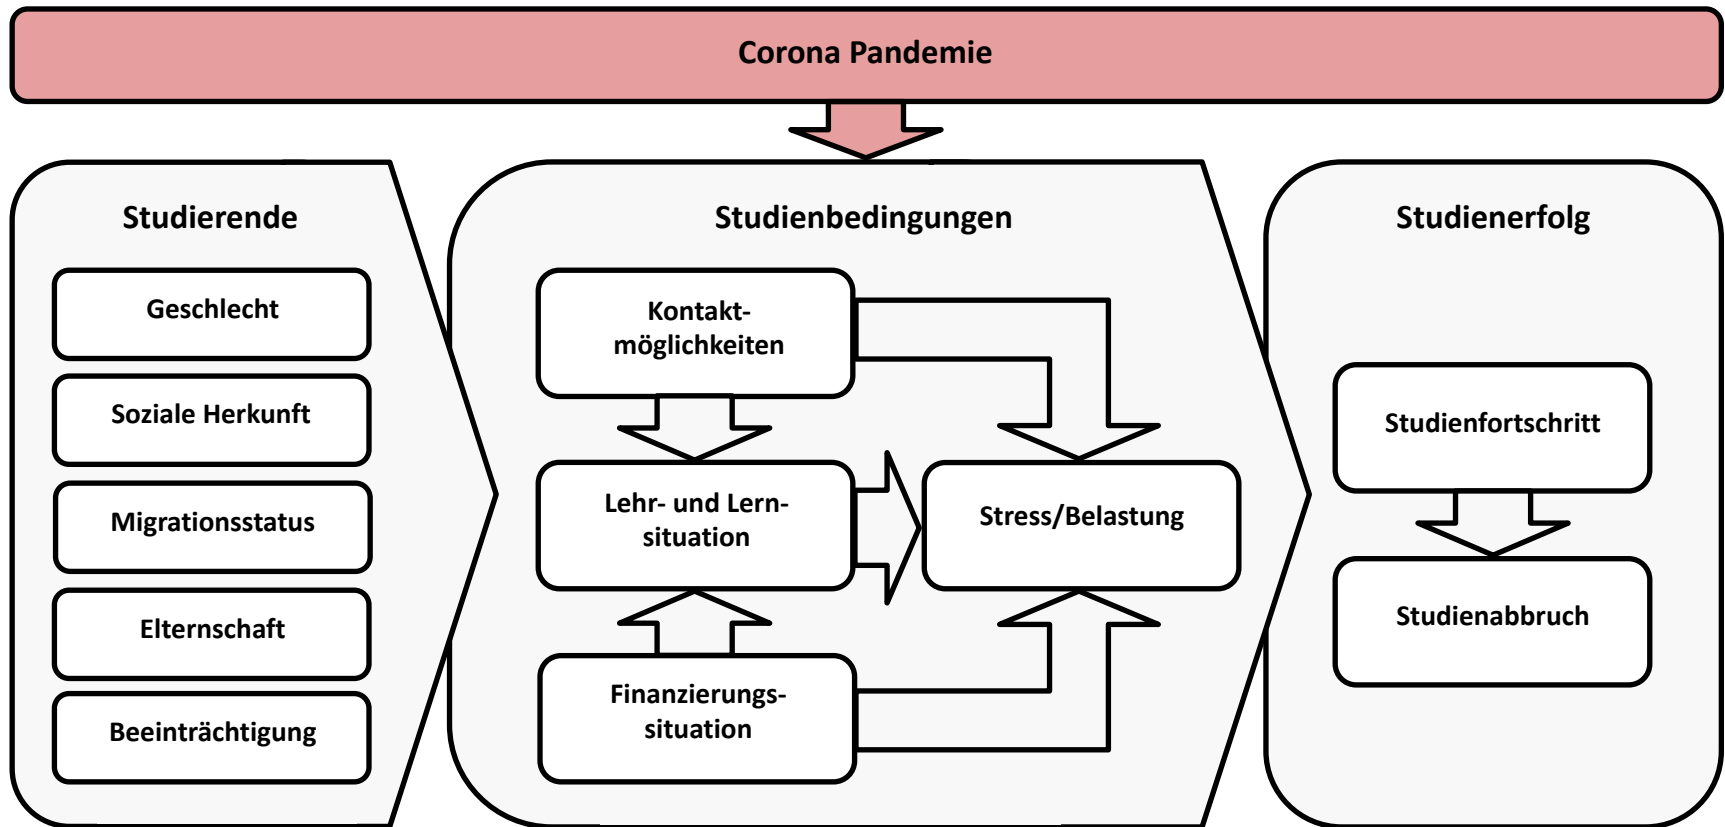 Corona Pandemie
Studierende
Geschlecht
Soziale Herkunft
Migrationsstatus
Elternschaft
Beeinträchtigung
Studienbedingungen
Kontakt-
möglichkeiten
Lehr- und Lern-
situation
Finanzierungs-
situation
Stress/Belastung
Studienerfolg
Studienfortschritt
Studienabbruch